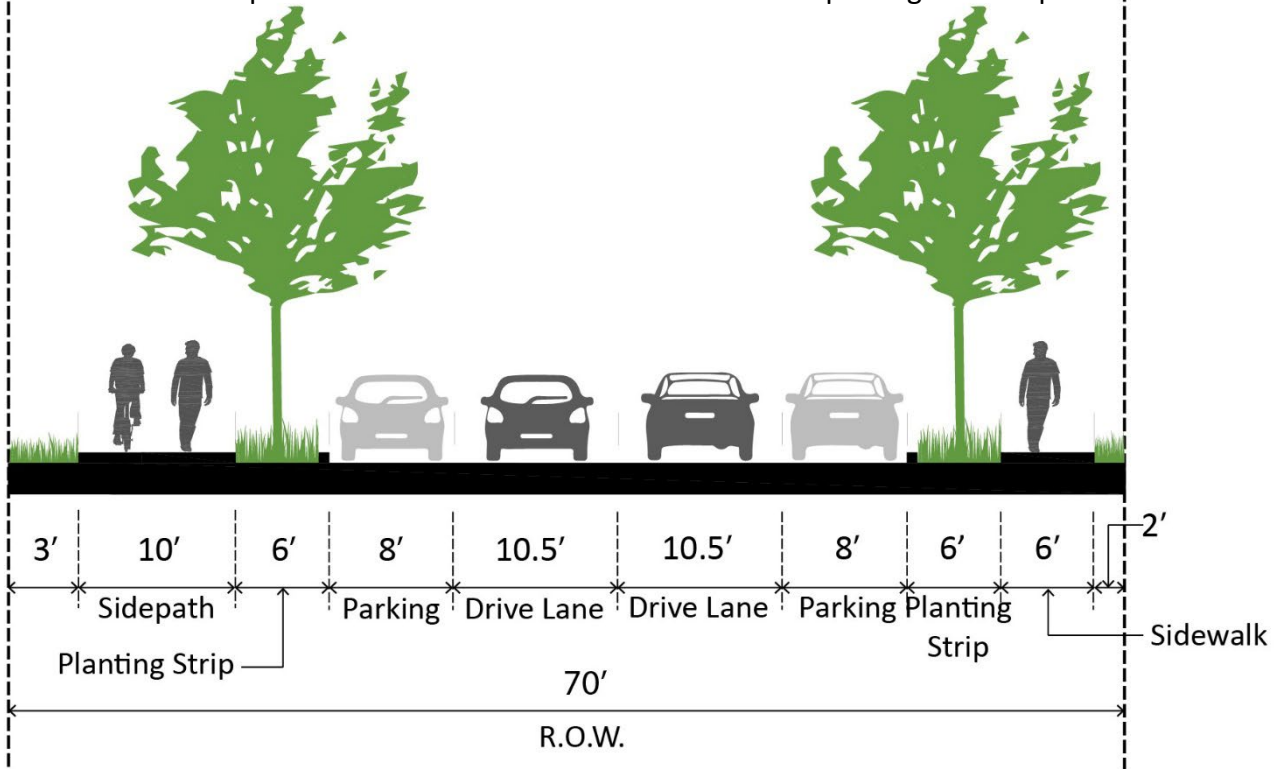 3’ 10’ 6’ 8’ 10.5’ 10.5’ 8’ 6’ 6’ 2’
Sidepath Parking Drive Lane Drive Lane Parking Planting
Strip
Planting Strip
Sidewalk
70’
R.O.W.